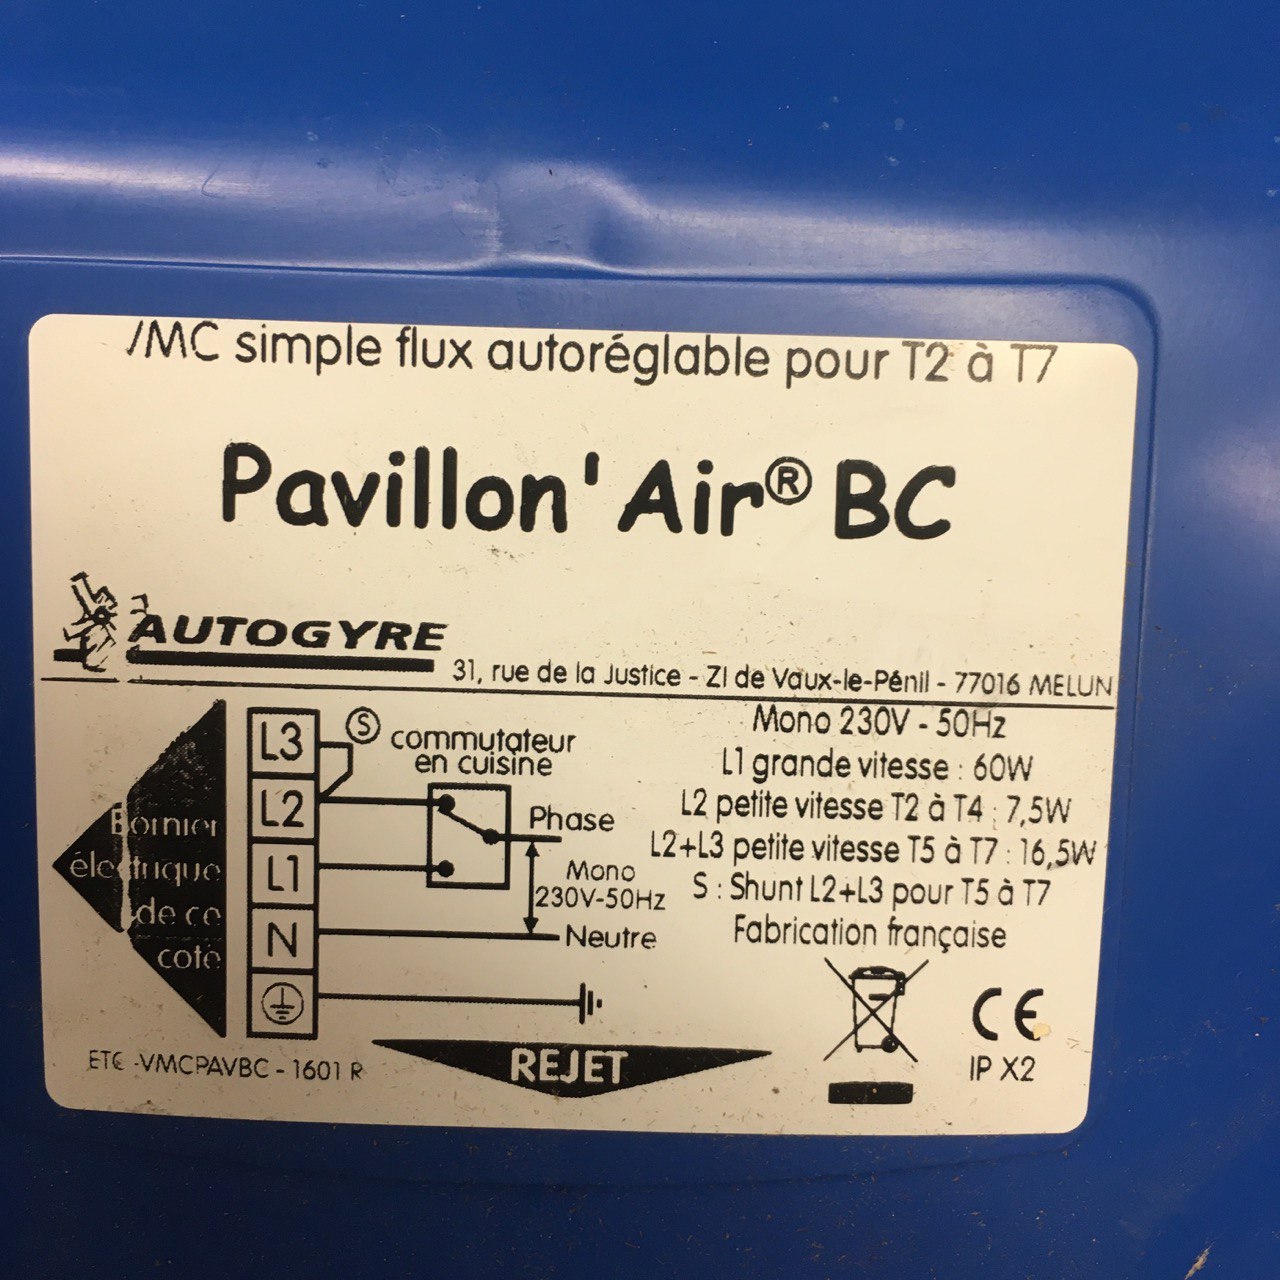 VMC simple flux autoréglable pour T2 à T7
Pavillon' Air® BC
AUTOGYRE
31, rue de la Justice - ZI de Vaux-le-Pénil - 77016 MELUN
Bornier
électrique
de ce
coté
L3
L2
L1
N
S
commutateur
en cuisine
Phase
Mono
230V-50Hz
Neutre
Mono 230V - 50Hz
L1 grande vitesse : 60W
L2 petite vitesse T2 à T4 : 7,5W
L2+L3 petite vitesse T5 à T7 : 16,5W
S : Shunt L2+L3 pour T5 à T7
Fabrication française
CE
IP X2
ETC -VMCPAVBC - 1601 R
REJET